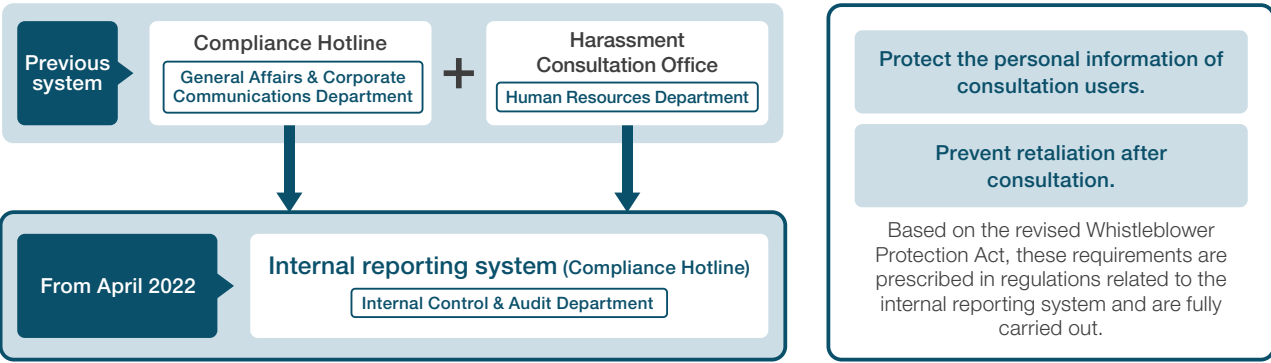 Previous
system
Compliance Hotline
General Affairs & Corporate
Communications Department
+
Harassment
Consultation Office
Human Resources Department
From April 2022
Internal reporting system (Compliance Hotline)
Internal Control & Audit Department
Protect the personal information of
consultation users.
Prevent retaliation after
consultation.
Based on the revised Whistleblower
Protection Act, these requirements are
prescribed in regulations related to the
internal reporting system and are fully
carried out.